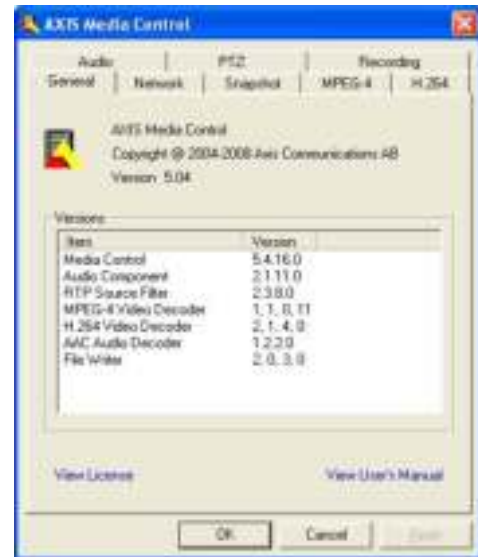 AXIS Media Control
Audio PTZ Recording
General Network Snapshot MPEG-4 H.264
AXIS Media Control
Copyright © 2004-2008 Axis Communications AB
Version 5.04
Versions
Item Version
Media Control 5.4.16.0
Audio Component 2.1.11.0
RTP Source Filter 2.3.8.0
MPEG-4 Video Decoder 1, 1, 0, 11
H.264 Video Decoder 2, 1, 4, 0
AAC Audio Decoder 1.2.2.0
File Writer 2, 0, 3, 0
View License View User's Manual
OK Cancel